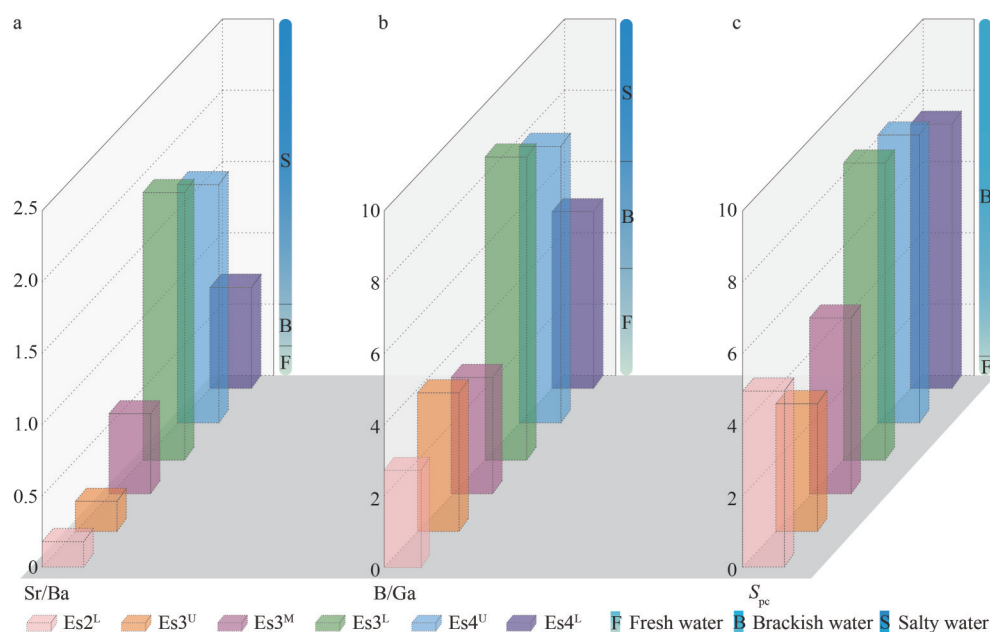 a
b
c
2.5
2.0
1.5
1.0
0.5
0
S
B
F
Sr/Ba
10
8
6
4
2
0
S
B
F
B/Ga
10
8
6
4
2
0
B
F
Spc
Es2ᴸ Es3ᵁ Es3ᴹ Es3ᴸ Es4ᵁ Es4ᴸ F Fresh water B Brackish water S Salty water